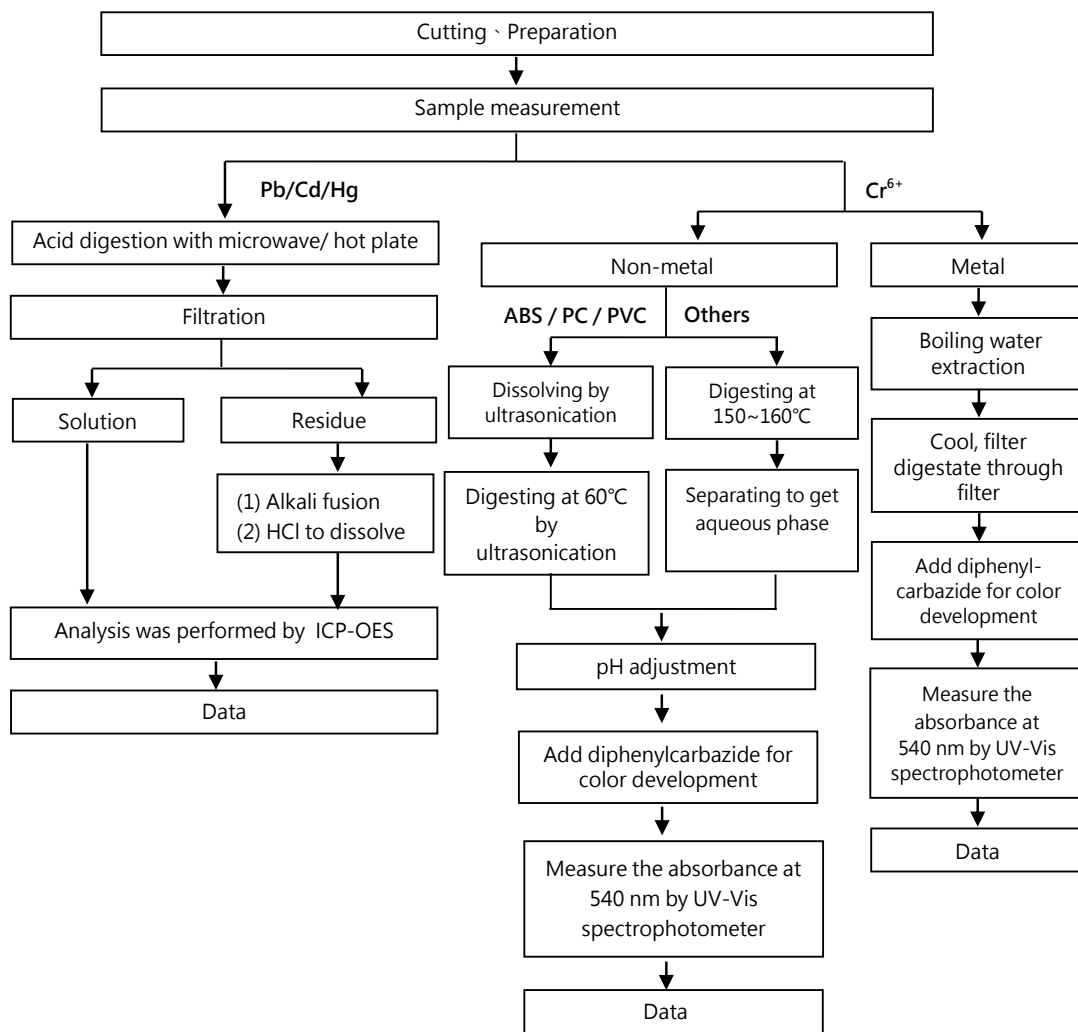 Cutting、Preparation
Sample measurement
Pb/Cd/Hg
Cr⁶⁺
Acid digestion with microwave/ hot plate
Non-metal
Metal
Filtration
ABS / PC / PVC
Others
Boiling water
extraction
Solution
Residue
Dissolving by
ultrasonication
Digesting at
150~160℃
Cool, filter
digestate through
filter
(1) Alkali fusion
(2) HCl to dissolve
Digesting at 60℃
by
ultrasonication
Separating to get
aqueous phase
Add diphenyl-
carbazide for color
development
Analysis was performed by ICP-OES
pH adjustment
Data
Measure the
absorbance at
540 nm by UV-Vis
spectrophotometer
Add diphenylcarbazide for
color development
Data
Measure the absorbance at
540 nm by UV-Vis
spectrophotometer
Data